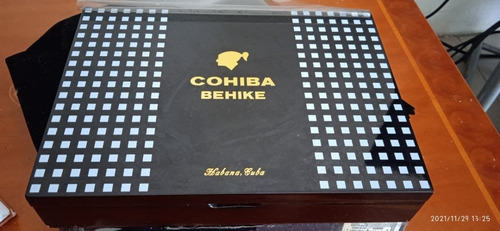 COHIBA
BEHIKE
Habana, Cuba
2021/11/29 13:25